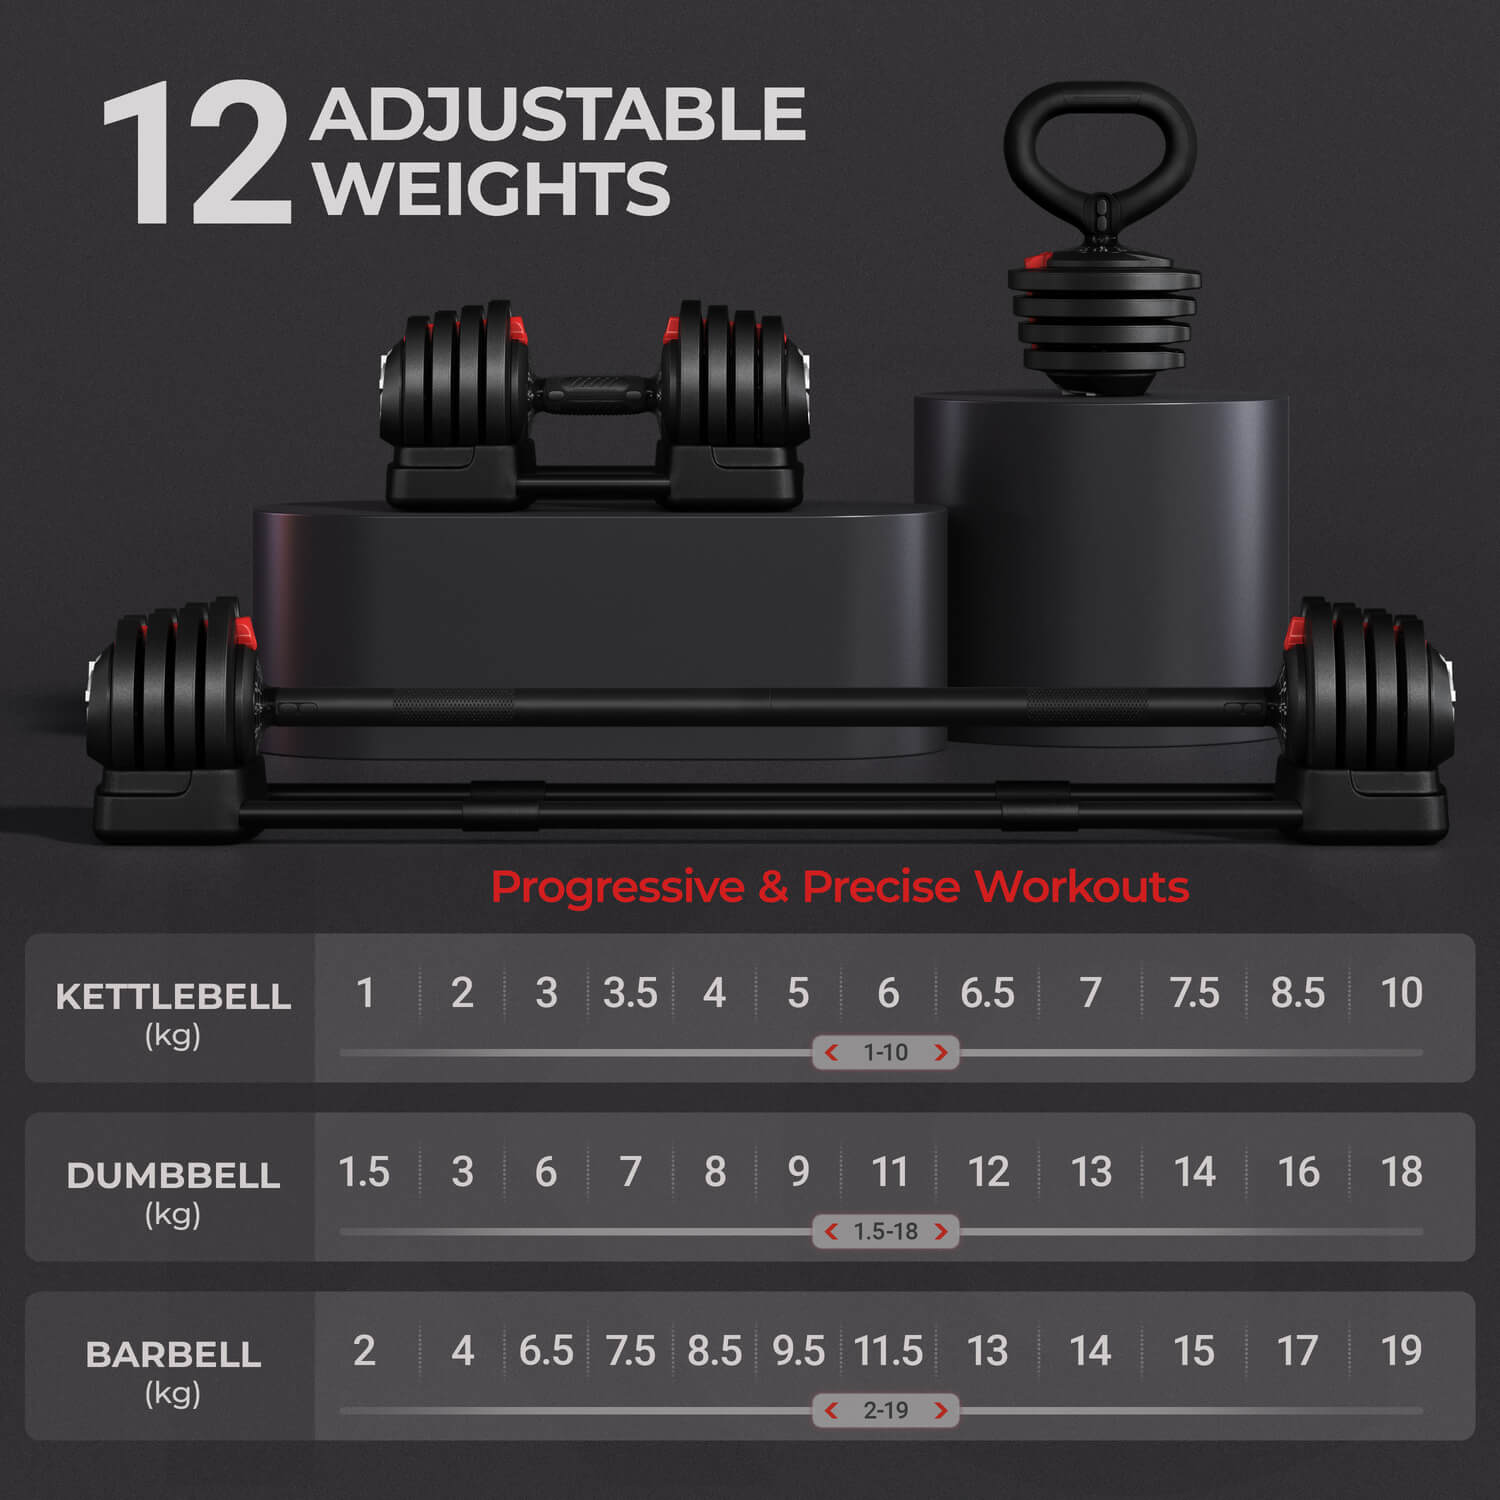 12 ADJUSTABLE
WEIGHTS
Progressive & Precise Workouts
KETTLEBELL
(kg)
1 2 3 3.5 4 5 6 6.5 7 7.5 8.5 10
1-10
DUMBBELL
(kg)
1.5 3 6 7 8 9 11 12 13 14 16 18
1.5-18
BARBELL
(kg)
2 4 6.5 7.5 8.5 9.5 11.5 13 14 15 17 19
2-19